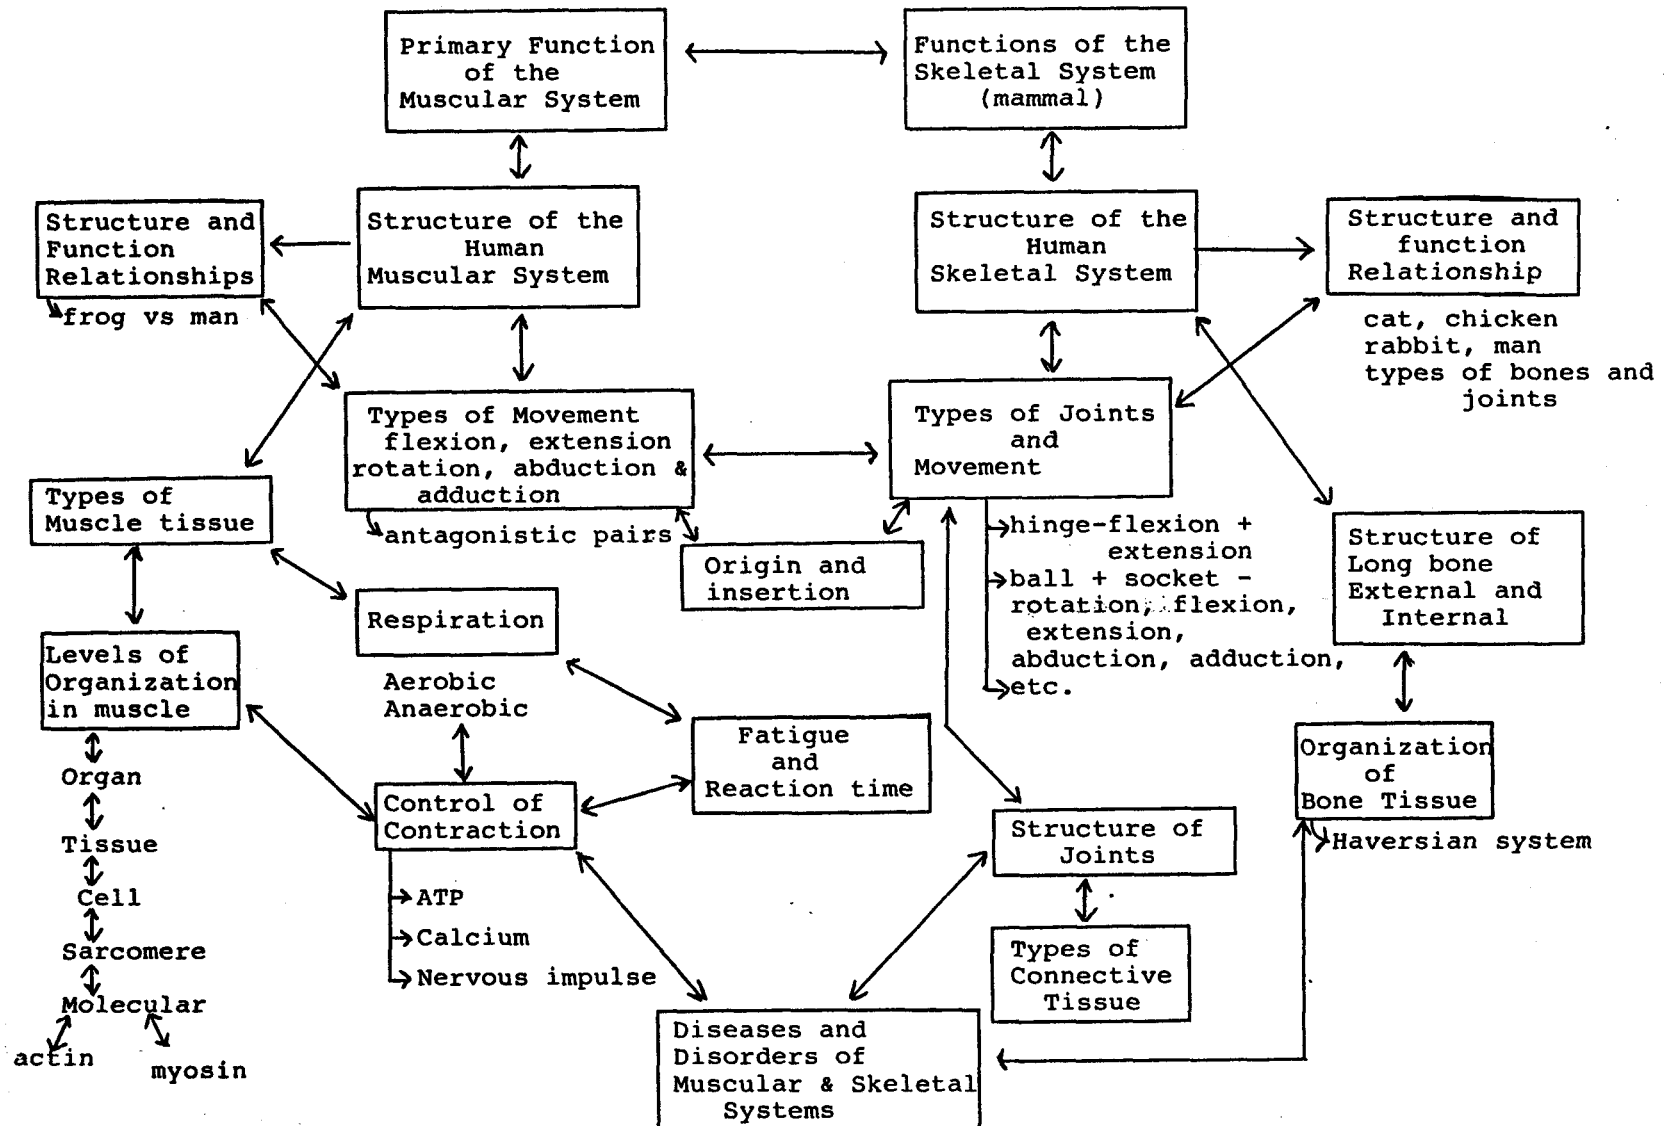 Primary Function
of the
Muscular System
Functions of the
Skeletal System
(mammal)
Structure and
Function
Relationships
frog vs man
Structure of the
Human
Muscular System
Structure of the
Human
Skeletal System
Structure and
function
Relationship
cat, chicken
rabbit, man
types of bones and
joints
Types of Movement
flexion, extension
rotation, abduction &
adduction
antagonistic pairs
Types of Joints
and
Movement
hinge-flexion +
extension
ball + socket -
rotation, flexion,
extension,
abduction, adduction,
etc.
Types of
Muscle tissue
Origin and
insertion
Structure of
Long bone
External and
Internal
Respiration
Aerobic
Anaerobic
Levels of
Organization
in muscle
Organ
Tissue
Cell
Sarcomere
Molecular
actin
myosin
Fatigue
and
Reaction time
Control of
Contraction
ATP
Calcium
Nervous impulse
Organization
of
Bone Tissue
Haversian system
Structure of
Joints
Types of
Connective
Tissue
Diseases and
Disorders of
Muscular & Skeletal
Systems